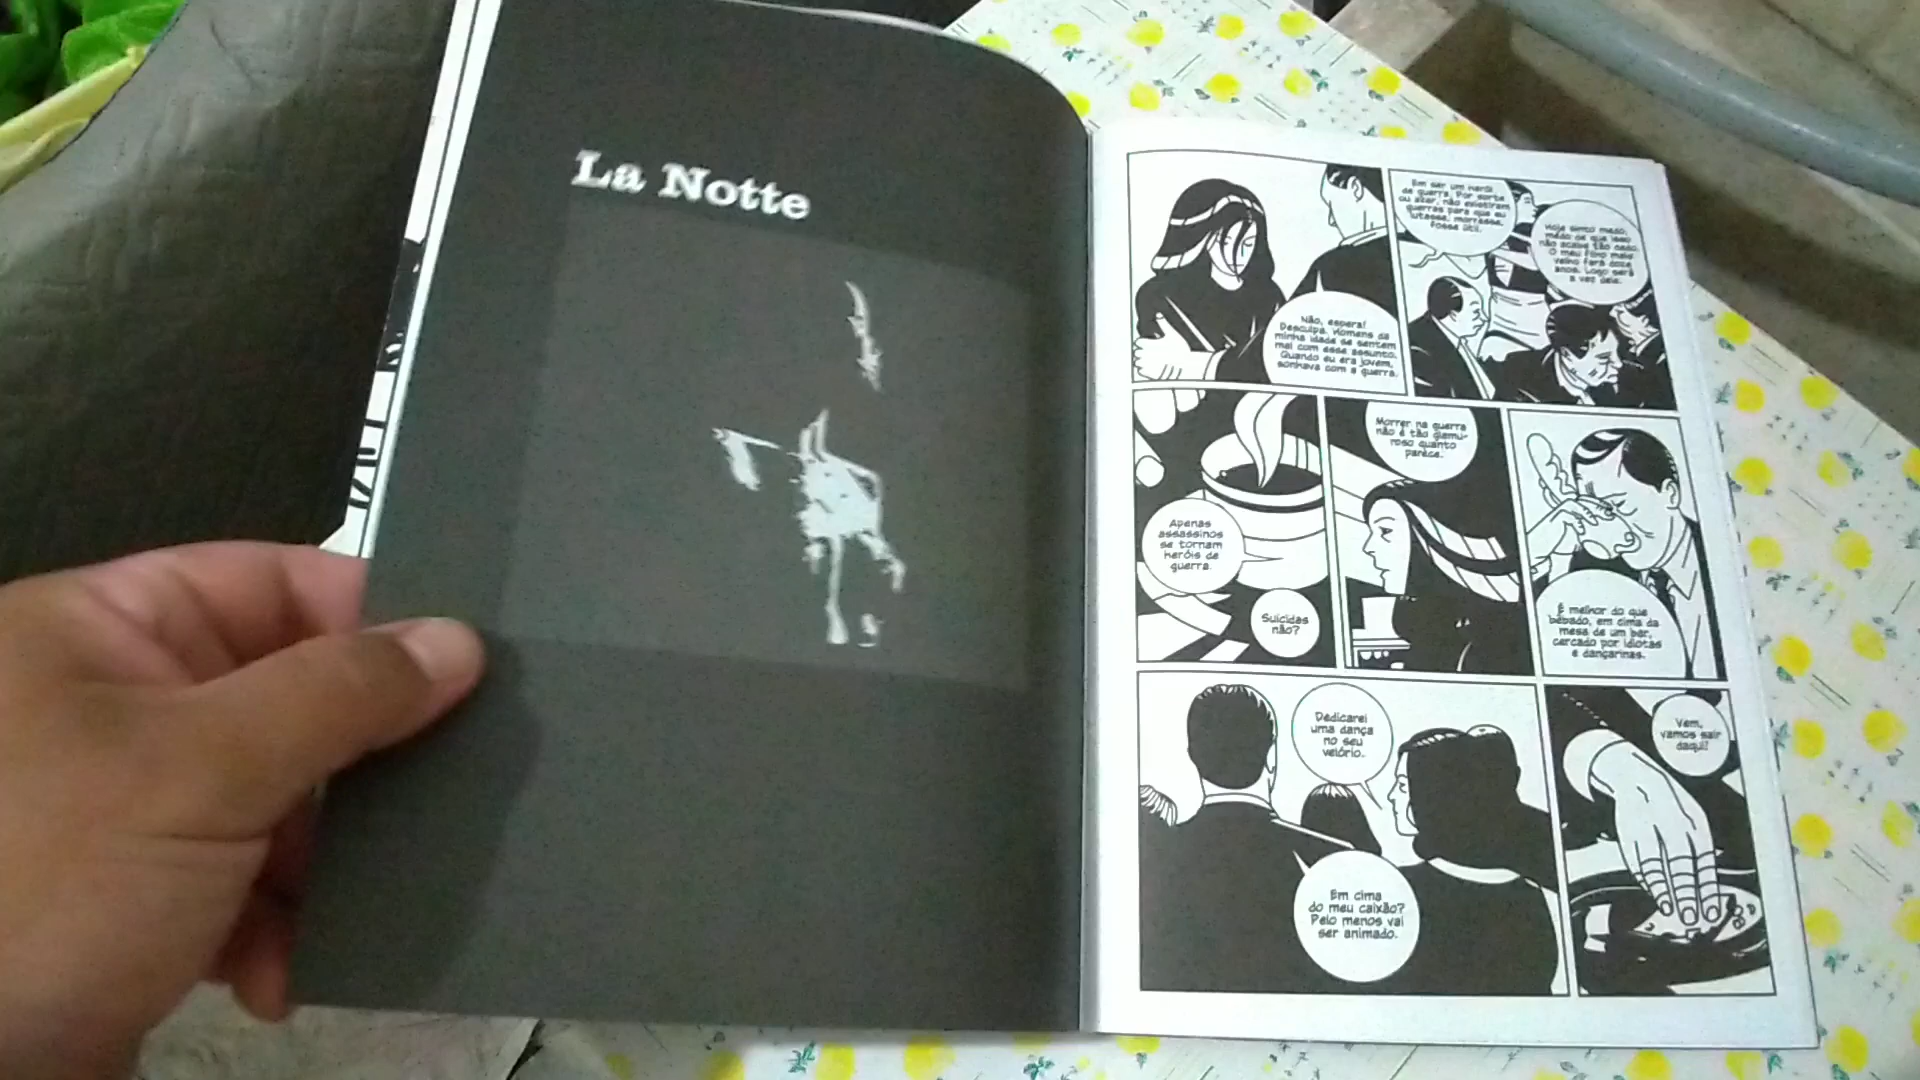 La Notte
Não, espera!
Desculpa. Homens da
minha idade se sentem
mal com esse assunto.
Quando eu era jovem,
sonhava com a guerra.
Em ser um herói
de guerra. Por sorte
ou azar, não existiram
guerras para que eu
lutasse, morresse,
fosse útil.
Hoje sinto medo,
medo de que isso
não acabe tão cedo.
O meu filho mais
velho fará doze
anos. Logo será
a vez dele.
Apenas
assassinos
se tornam
heróis de
guerra.
Suicidas
não?
Morrer na guerra
não é tão glamu-
roso quanto
parece.
É melhor do que
bêbado, em cima da
mesa de um bar,
cercado por idiotas
e dançarinas.
Dedicarei
uma dança
no seu
velório.
Em cima
do meu caixão?
Pelo menos vai
ser animado.
Vem,
vamos sair
daqui!